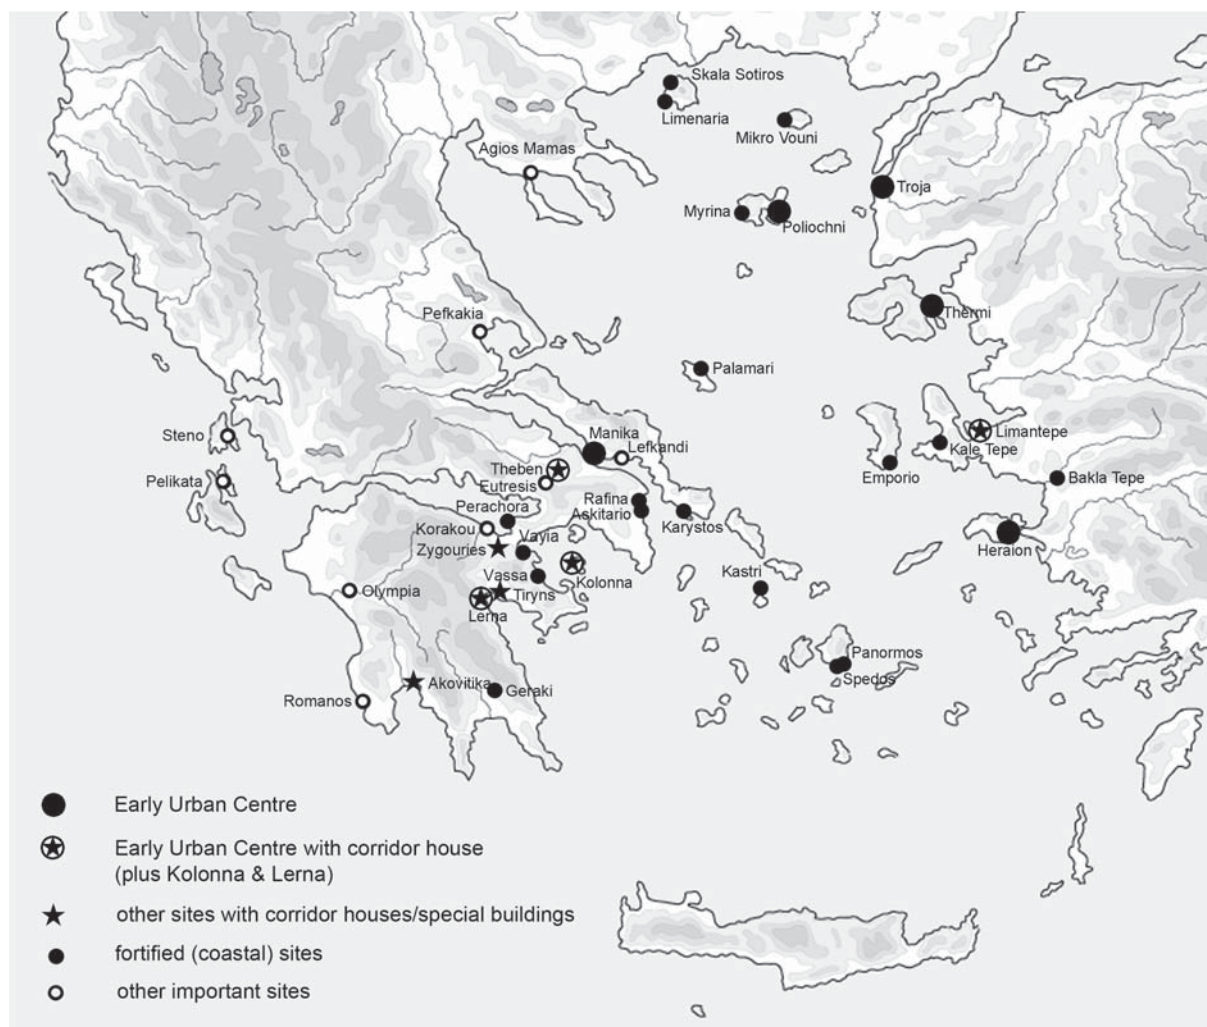 Skala Sotiros
Limenaria
Mikro Vouni
Agios Mamas
Troja
Myrina
Poliochni
Pefkakia
Thermi
Palamari
Steno
Manika
Lefkandi
Limantepe
Kale Tepe
Theben
Eutresis
Pelikata
Emporio
Bakla Tepe
Rafina
Askitario
Perachora
Karystos
Korakou
Vayia
Zygouries
Heraion
Kastri
Vassa
Kolonna
Olympia
Tiryns
Lerna
Panormos
Spedos
Akovitika
Geraki
Romanos
Early Urban Centre
Early Urban Centre with corridor house
(plus Kolonna & Lerna)
other sites with corridor houses/special buildings
fortified (coastal) sites
other important sites